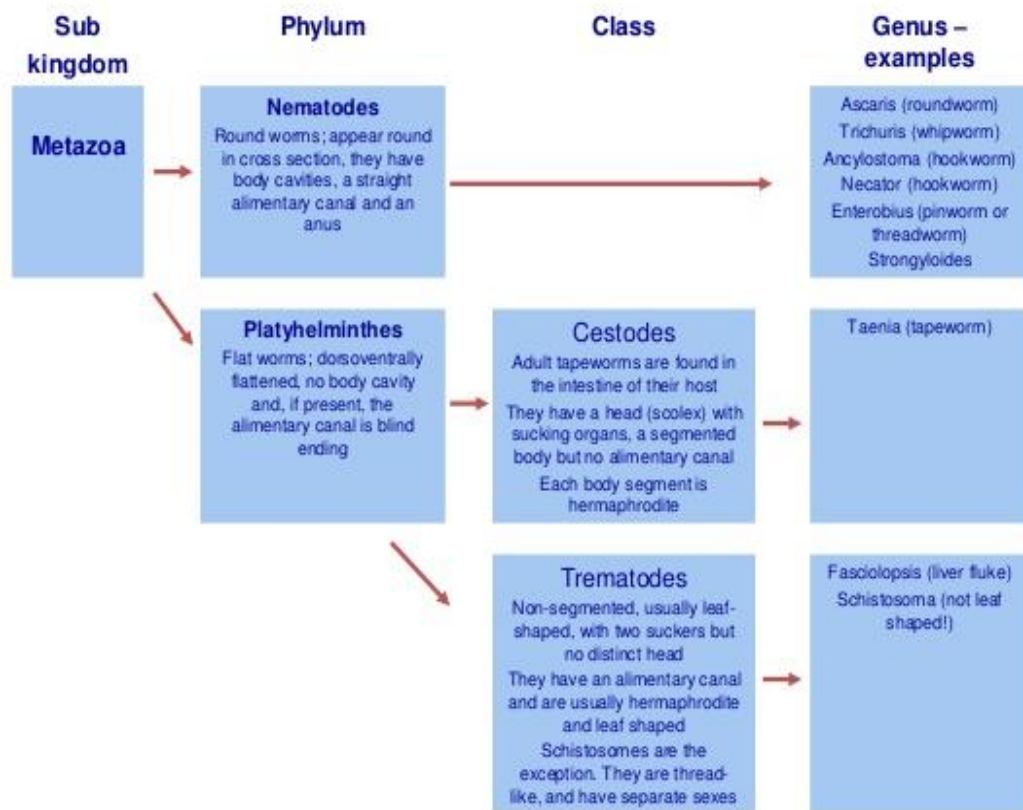 Sub
kingdom
Phylum
Class
Genus –
examples
Metazoa
Nematodes
Round worms; appear round
in cross section, they have
body cavities, a straight
alimentary canal and an
anus
Ascaris (roundworm)
Trichuris (whipworm)
Ancylostoma (hookworm)
Necator (hookworm)
Enterobius (pinworm or
threadworm)
Strongyloides
Platyhelminthes
Flat worms; dorsoventrally
flattened, no body cavity
and, if present, the
alimentary canal is blind
ending
Cestodes
Adult tapeworms are found in
the intestine of their host
They have a head (scolex) with
sucking organs, a segmented
body but no alimentary canal
Each body segment is
hermaphrodite
Taenia (tapeworm)
Trematodes
Non-segmented, usually leaf-
shaped, with two suckers but
no distinct head
They have an alimentary canal
and are usually hermaphrodite
and leaf shaped
Schistosomes are the
exception. They are thread-
like, and have separate sexes
Fasciolopsis (liver fluke)
Schistosoma (not leaf
shaped!)